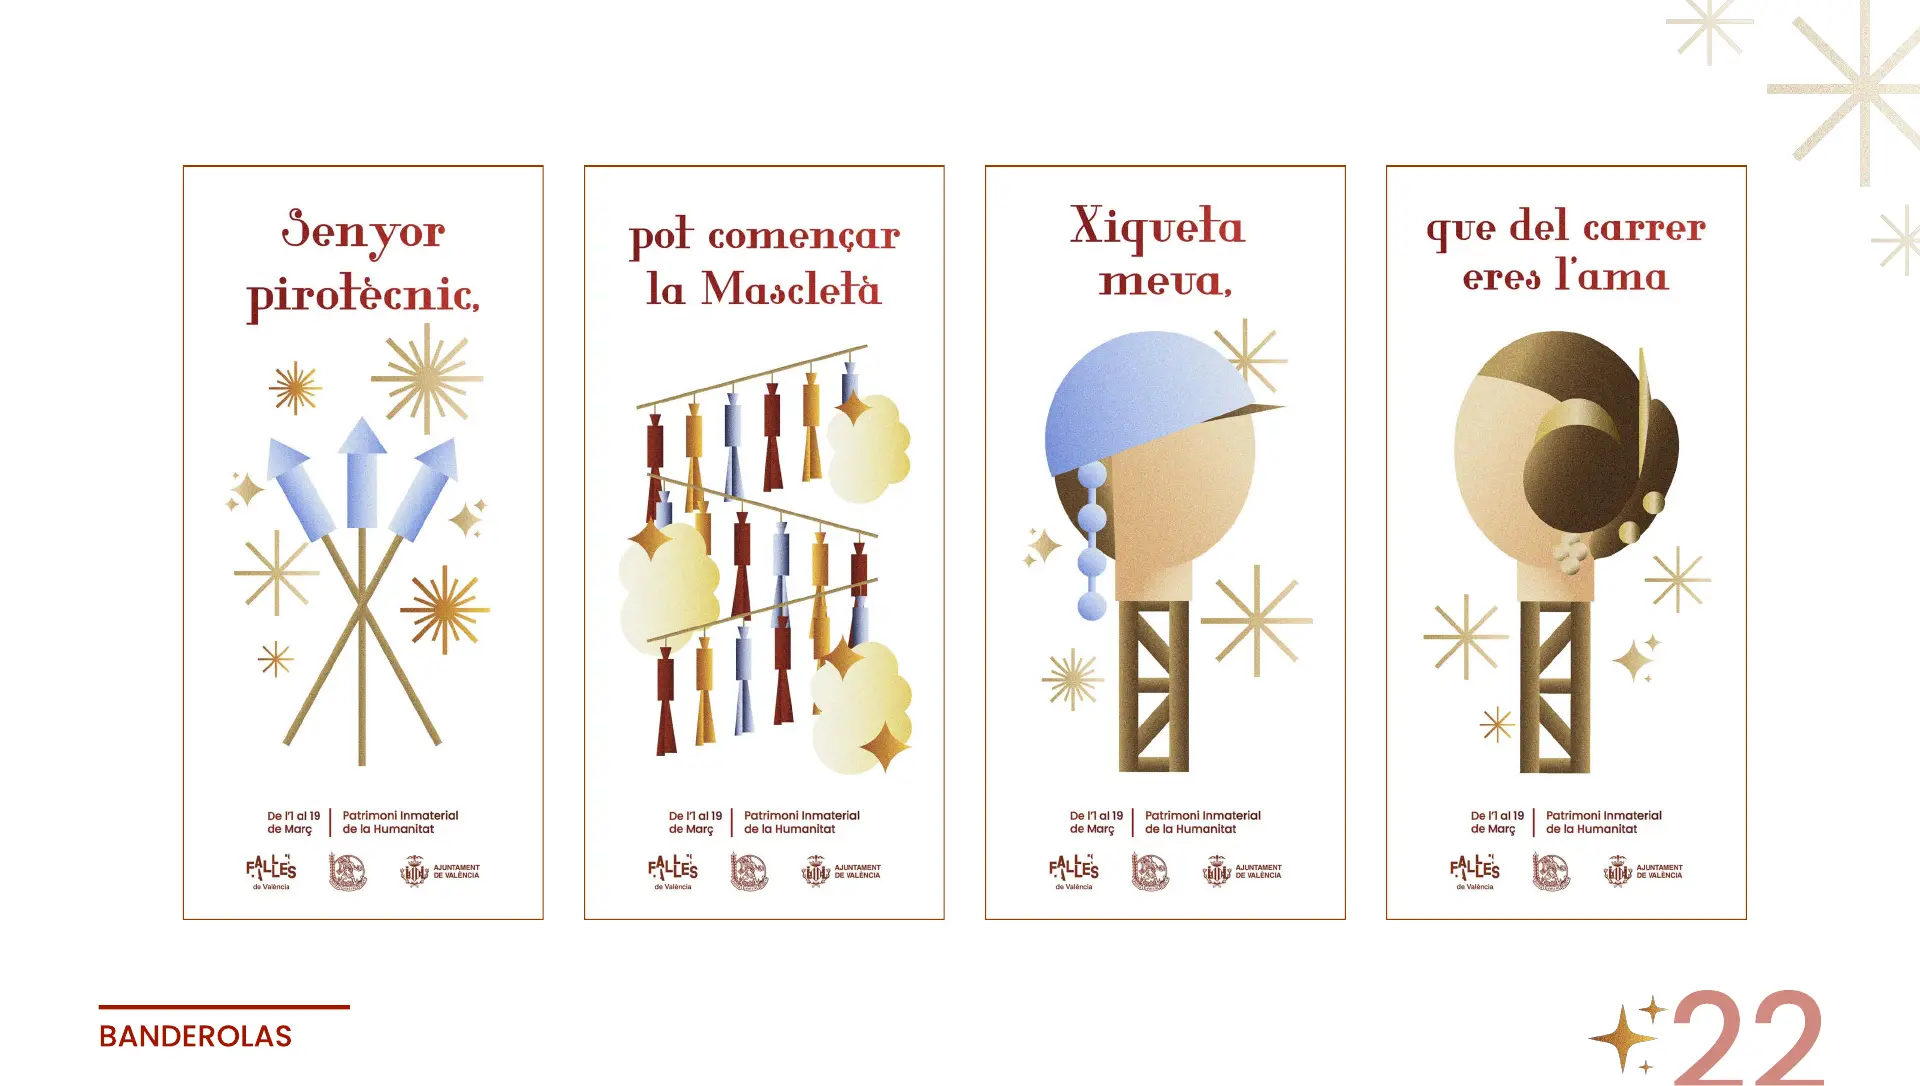 Senyor
pirotècnic,
De l'1 al 19
de Març
Patrimoni Inmaterial
de la Humanitat
FALLES
de València
AJUNTAMENT
DE VALÈNCIA
pot començar
la Mascletà
De l'1 al 19
de Març
Patrimoni Inmaterial
de la Humanitat
FALLES
de València
AJUNTAMENT
DE VALÈNCIA
Xiqueta
meva,
De l'1 al 19
de Març
Patrimoni Inmaterial
de la Humanitat
FALLES
de València
AJUNTAMENT
DE VALÈNCIA
que del carrer
eres l'ama
De l'1 al 19
de Març
Patrimoni Inmaterial
de la Humanitat
FALLES
de València
AJUNTAMENT
DE VALÈNCIA
BANDEROLAS
22